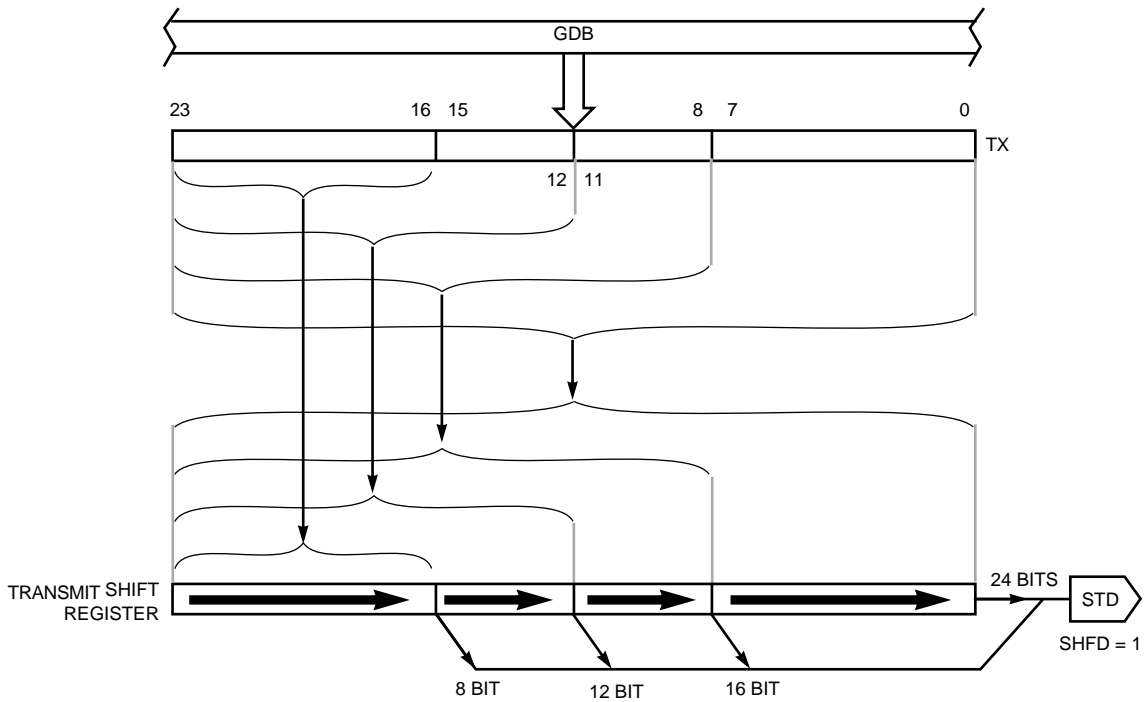 GDB
23 16 15 8 7 0
TX
12 11
24 BITS
TRANSMIT SHIFT
REGISTER
STD
SHFD = 1
8 BIT 12 BIT 16 BIT